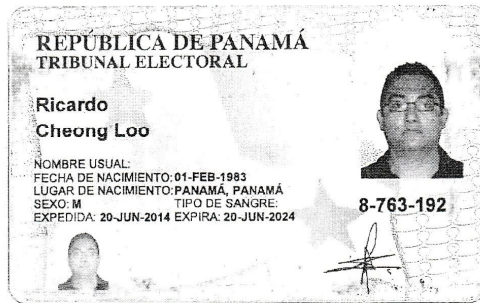 REPÚBLICA DE PANAMÁ
TRIBUNAL ELECTORAL
Ricardo
Cheong Loo
NOMBRE USUAL:
FECHA DE NACIMIENTO: 01-FEB-1983
LUGAR DE NACIMIENTO: PANAMÁ, PANAMÁ
SEXO: M TIPO DE SANGRE:
EXPEDIDA: 20-JUN-2014 EXPIRA: 20-JUN-2024
8-763-192